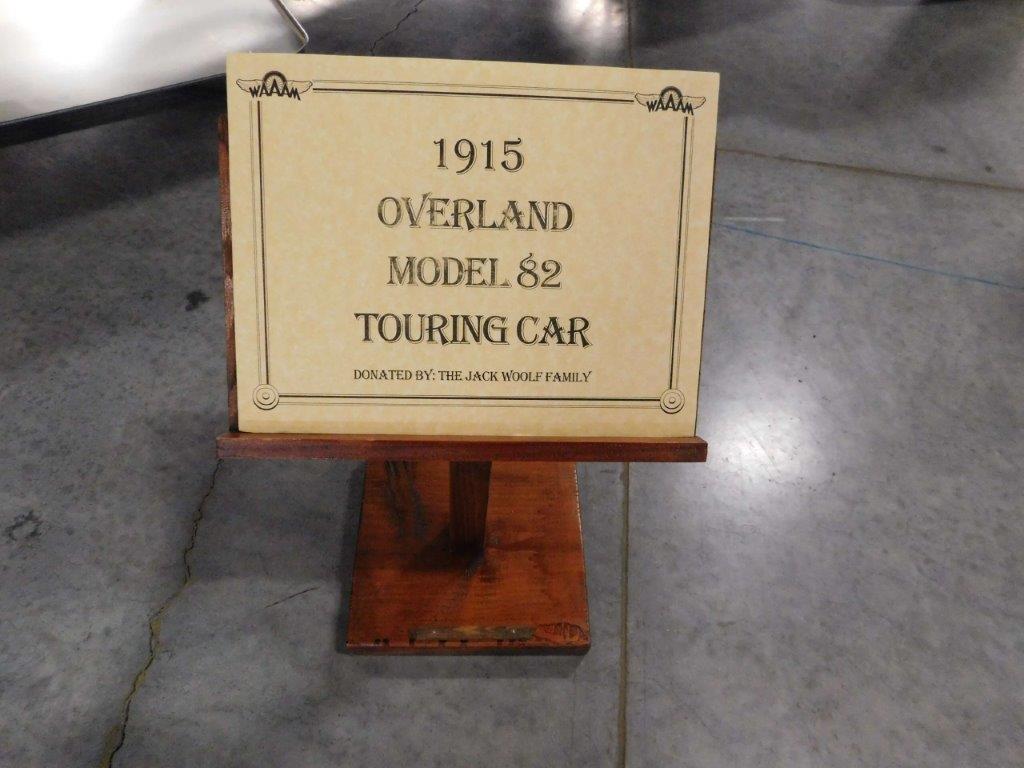 WAAAM WAAAM
1915
OVERLAND
MODEL 82
TOURING CAR
DONATED BY: THE JACK WOOLF FAMILY